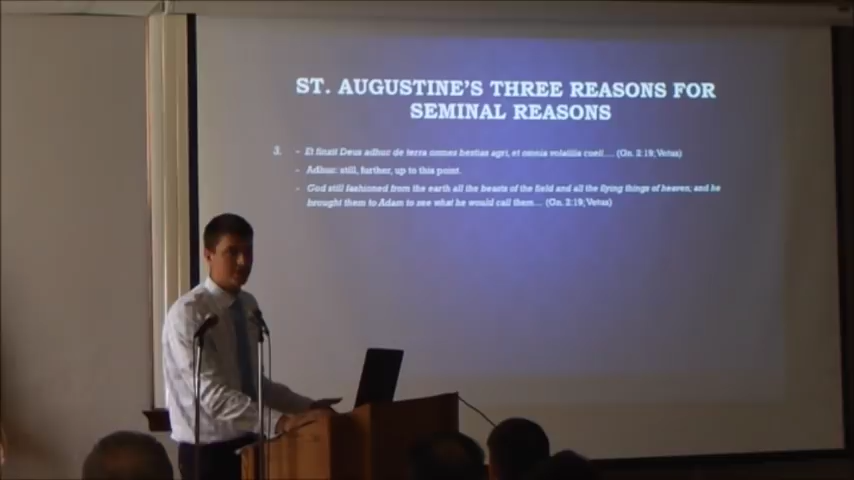 ST. AUGUSTINE'S THREE REASONS FOR
SEMINAL REASONS
3. - Et finxit Deus adhuc de terra omnes bestias agri, et omnia volatilia caeli.... (Gn. 2:19; Vetus)
- Adhuc: still, further, up to this point.
- God still fashioned from the earth all the beasts of the field and all the flying things of heaven; and he
brought them to Adam to see what he would call them.... (Gn. 2:19; Vetus)